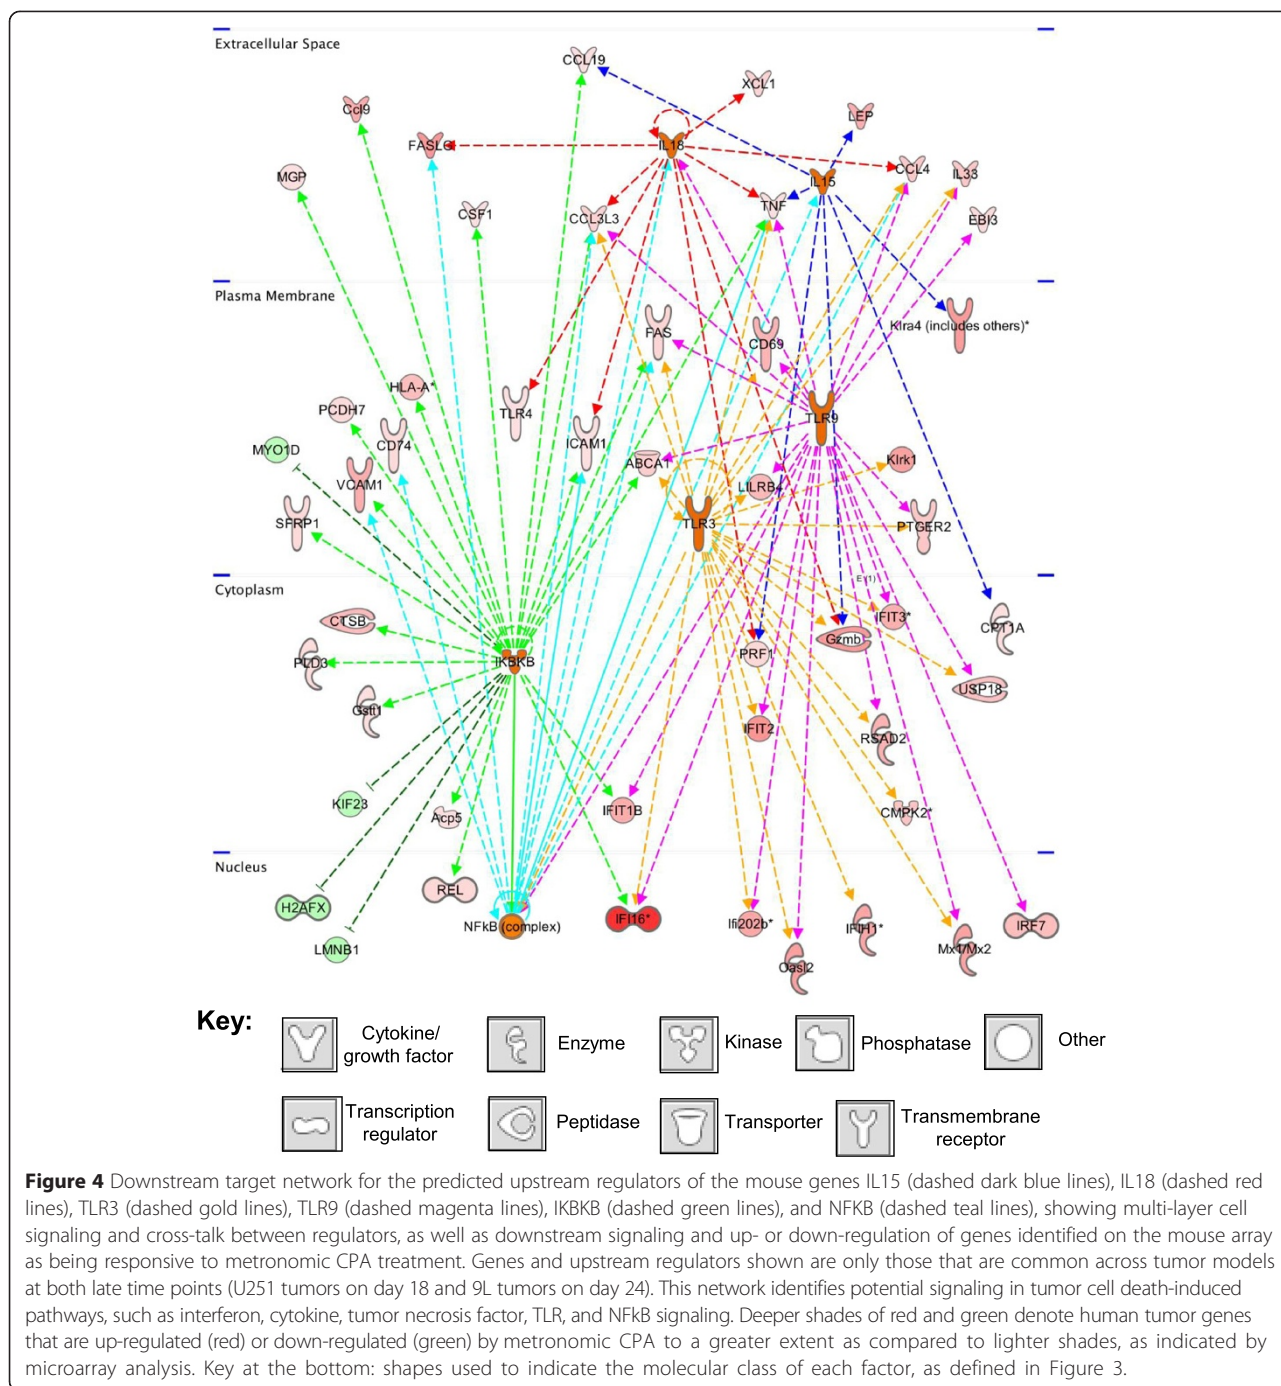 Extracellular Space
CCL19
XCL1
Ccl9
LEP
FASLG
IL18
CCL4
IL33
MGP
IL15
CSF1
CCL3L3
TNF
EBI3
Plasma Membrane
FAS
CD69
Klra4 (includes others)*
HLA-A*
PCDH7
TLR4
TLR9
MYO1D
CD74
ICAM1
ABCA1
Klrk1
VCAM1
LILRB4
SFRP1
TLR3
PTGER2
Cytoplasm
CTSB
IFIT3*
CPT1A
PLD3
IKBKB
PRF1
Gzmb
USP18
Gstt1
IFIT2
RSAD2
KIF23
Acp5
IFIT1B
CMPK2*
Nucleus
REL
H2AFX
NFkB (complex)
IFI16*
Ifi202b*
IFIH1*
IRF7
LMNB1
Mx1/Mx2
Oasl2
Key:
Cytokine/
growth factor
Enzyme
Kinase
Phosphatase
Other
Transcription
regulator
Peptidase
Transporter
Transmembrane
receptor
Figure 4 Downstream target network for the predicted upstream regulators of the mouse genes IL15 (dashed dark blue lines), IL18 (dashed red
lines), TLR3 (dashed gold lines), TLR9 (dashed magenta lines), IKBKB (dashed green lines), and NFKB (dashed teal lines), showing multi-layer cell
signaling and cross-talk between regulators, as well as downstream signaling and up- or down-regulation of genes identified on the mouse array
as being responsive to metronomic CPA treatment. Genes and upstream regulators shown are only those that are common across tumor models
at both late time points (U251 tumors on day 18 and 9L tumors on day 24). This network identifies potential signaling in tumor cell death-induced
pathways, such as interferon, cytokine, tumor necrosis factor, TLR, and NFkB signaling. Deeper shades of red and green denote human tumor genes
that are up-regulated (red) or down-regulated (green) by metronomic CPA to a greater extent as compared to lighter shades, as indicated by
microarray analysis. Key at the bottom: shapes used to indicate the molecular class of each factor, as defined in Figure 3.